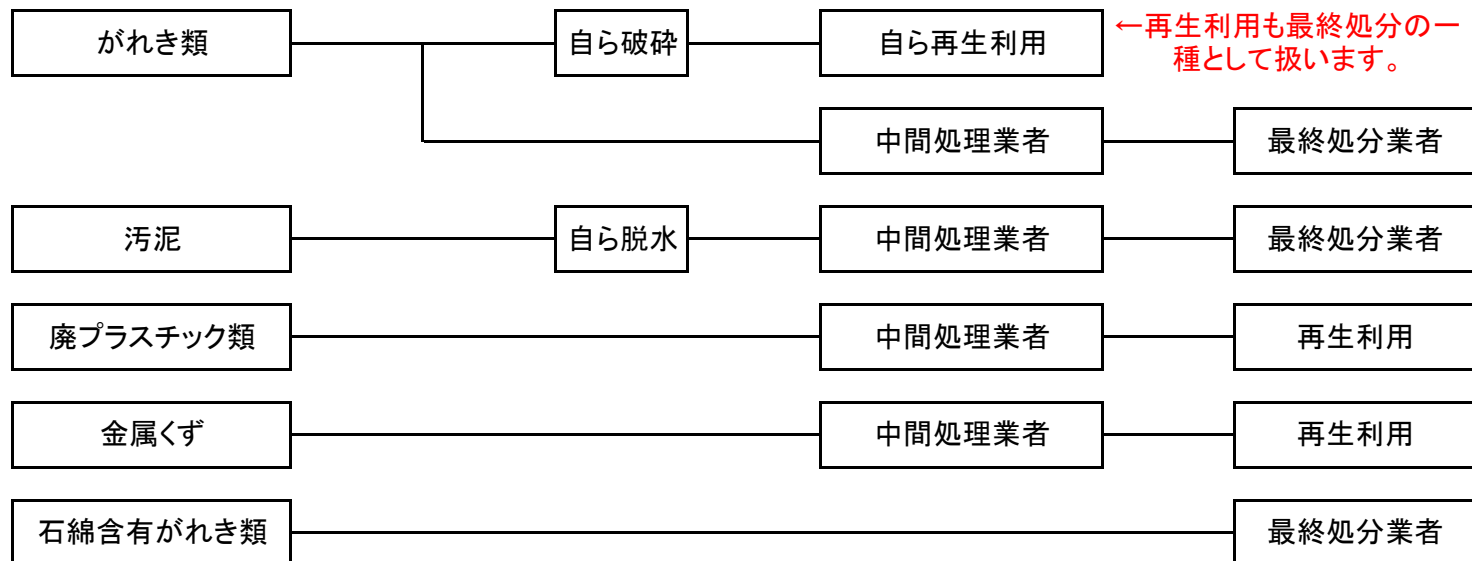 がれき類
自ら破砕
自ら再生利用
←再生利用も最終処分の一
種として扱います。
中間処理業者
最終処分業者
汚泥
自ら脱水
中間処理業者
最終処分業者
廃プラスチック類
中間処理業者
再生利用
金属くず
中間処理業者
再生利用
石綿含有がれき類
最終処分業者